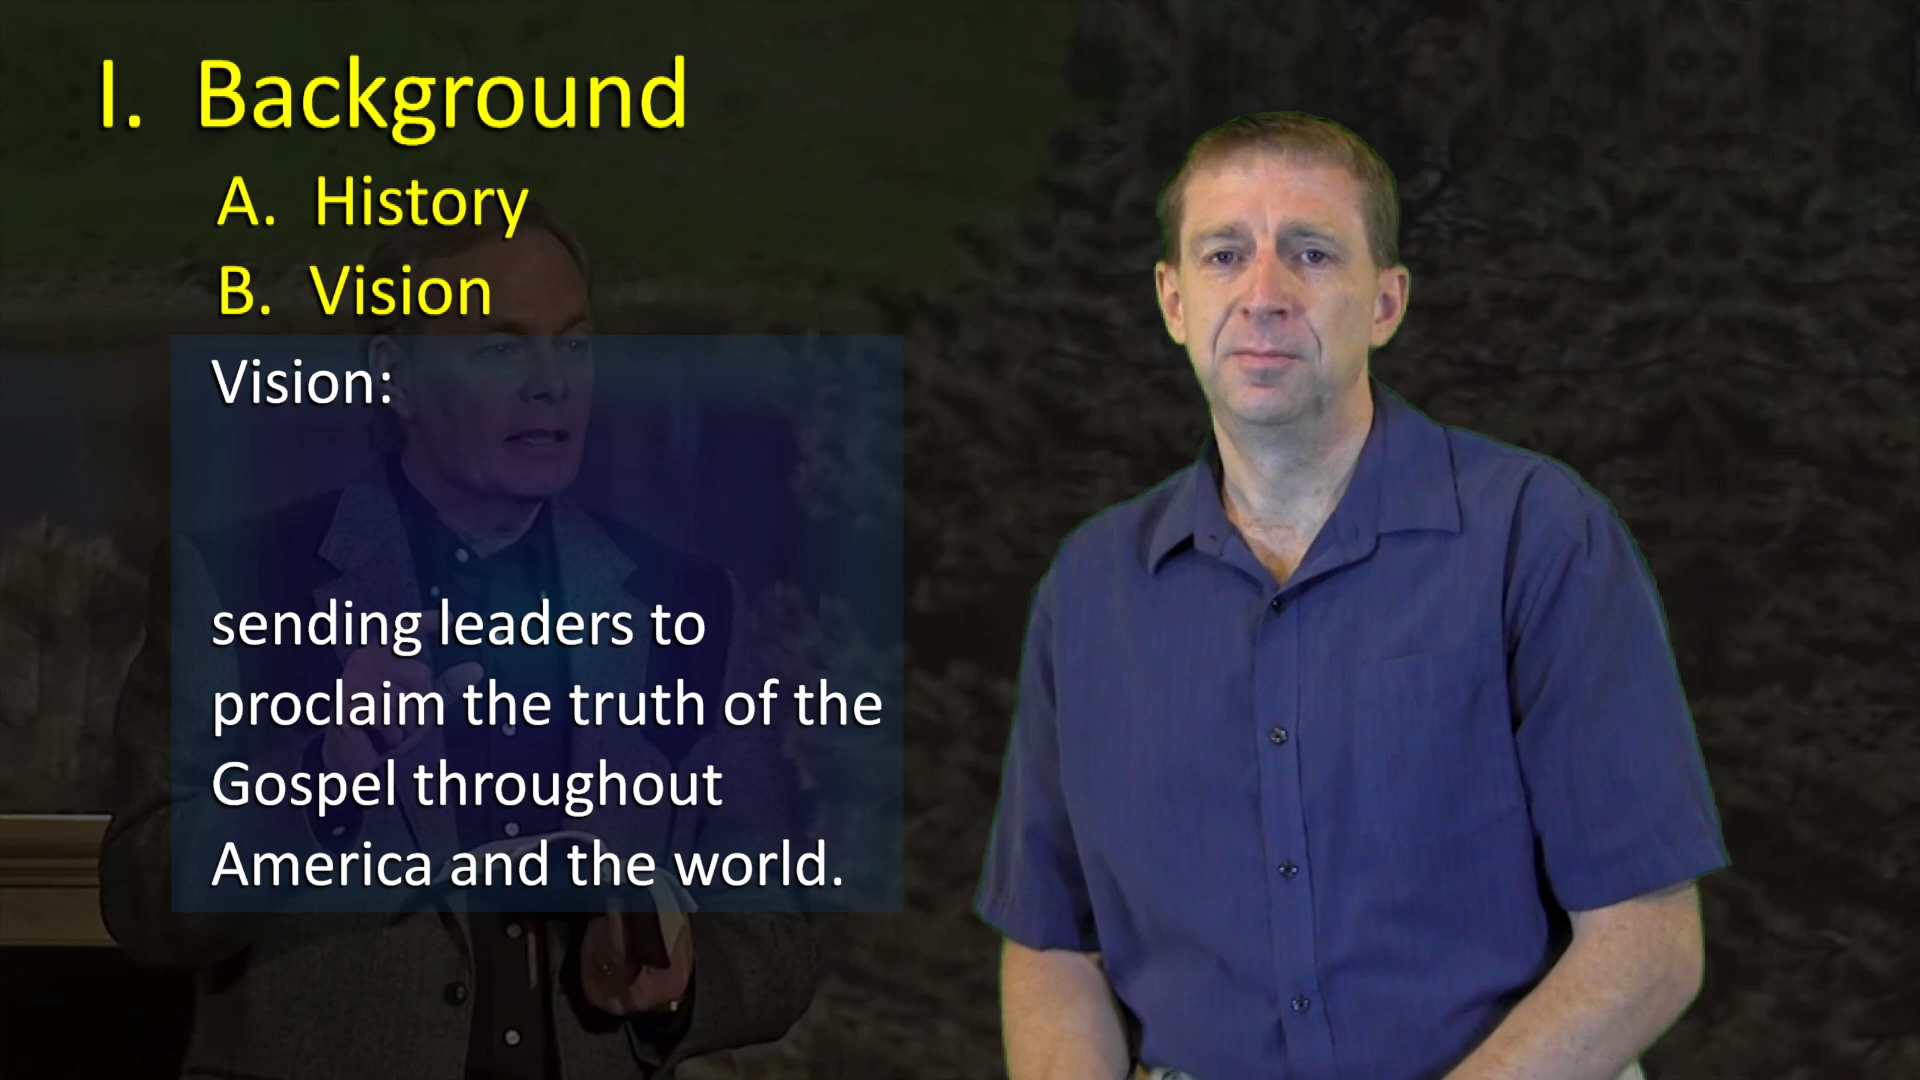 I. Background
A. History
B. Vision
Vision:
sending leaders to
proclaim the truth of the
Gospel throughout
America and the world.